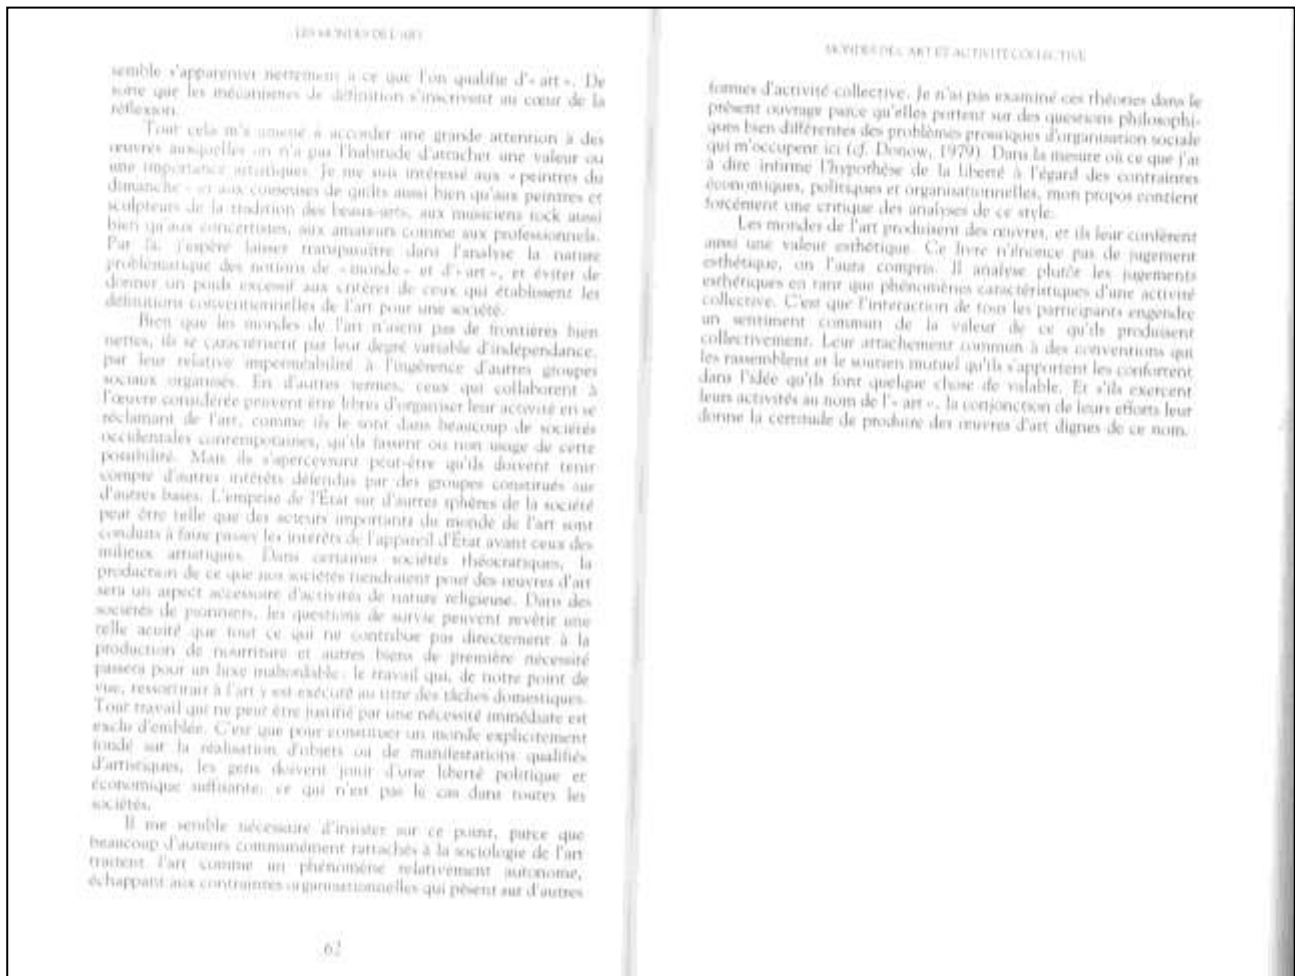 LES MONDES DE L'ART
semble s'apparenter nettement à ce que l'on qualifie d'« art ». De
sorte que les mécanismes de définition s'inscrivent au cœur de la
réflexion.
Tout cela m'a amené à accorder une grande attention à des
œuvres auxquelles on n'a pas l'habitude d'attacher une valeur ou
une importance artistiques. Je me suis intéressé aux « peintres du
dimanche » et aux couseuses de quilts aussi bien qu'aux peintres et
sculpteurs de la tradition des beaux-arts, aux musiciens rock aussi
bien qu'aux concertistes, aux amateurs comme aux professionnels.
Par là, j'espère laisser transparaître dans l'analyse la nature
problématique des notions de « monde » et d'« art », et éviter de
donner un poids excessif aux critères de ceux qui établissent les
définitions conventionnelles de l'art pour une société.
Bien que les mondes de l'art n'aient pas de frontières bien
nettes, ils se caractérisent par leur degré variable d'indépendance,
par leur relative imperméabilité à l'ingérence d'autres groupes
sociaux organisés. En d'autres termes, ceux qui collaborent à
l'œuvre considérée peuvent être libres d'organiser leur activité en se
réclamant de l'art, comme ils le sont dans beaucoup de sociétés
occidentales contemporaines, qu'ils fassent ou non usage de cette
possibilité. Mais ils s'apercevront peut-être qu'ils doivent tenir
compte d'autres intérêts défendus par des groupes constitués sur
d'autres bases. L'emprise de l'État sur d'autres sphères de la société
peut être telle que des acteurs importants du monde de l'art sont
conduits à faire passer les intérêts de l'appareil d'État avant ceux des
milieux artistiques. Dans certaines sociétés théocratiques, la
production de ce que nos sociétés tiendraient pour des œuvres d'art
sera un aspect accessoire d'activités de nature religieuse. Dans des
sociétés de pionniers, les questions de survie peuvent revêtir une
telle acuité que tout ce qui ne contribue pas directement à la
production de nourriture et autres biens de première nécessité
passera pour un luxe inabordable ; le travail qui, de notre point de
vue, ressortirait à l'art y est exécuté au titre des tâches domestiques.
Tout travail qui ne peut être justifié par une nécessité immédiate est
exclu d'emblée. C'est que pour constituer un monde explicitement
fondé sur la réalisation d'objets ou de manifestations qualifiés
d'artistiques, les gens doivent jouir d'une liberté politique et
économique suffisante, ce qui n'est pas le cas dans toutes les
sociétés.
Il me semble nécessaire d'insister sur ce point, parce que
beaucoup d'auteurs communément rattachés à la sociologie de l'art
traitent l'art comme un phénomène relativement autonome,
échappant aux contraintes organisationnelles qui pèsent sur d'autres
62
MONDES DE L'ART ET ACTIVITÉ COLLECTIVE
formes d'activité collective. Je n'ai pas examiné ces théories dans le
présent ouvrage parce qu'elles portent sur des questions philosophi-
ques bien différentes des problèmes prosaïques d'organisation sociale
qui m'occupent ici (cf. Donow, 1979). Dans la mesure où ce que j'ai
à dire infirme l'hypothèse de la liberté à l'égard des contraintes
économiques, politiques et organisationnelles, mon propos contient
forcément une critique des analyses de ce style.
Les mondes de l'art produisent des œuvres, et ils leur confèrent
aussi une valeur esthétique. Ce livre n'énonce pas de jugement
esthétique, on l'aura compris. Il analyse plutôt les jugements
esthétiques en tant que phénomènes caractéristiques d'une activité
collective. C'est que l'interaction de tous les participants engendre
un sentiment commun de la valeur de ce qu'ils produisent
collectivement. Leur attachement commun à des conventions qui
les rassemblent et le soutien mutuel qu'ils s'apportent les confortent
dans l'idée qu'ils font quelque chose de valable. Et s'ils exercent
leurs activités au nom de l'« art », la conjonction de leurs efforts leur
donne la certitude de produire des œuvres d'art dignes de ce nom.